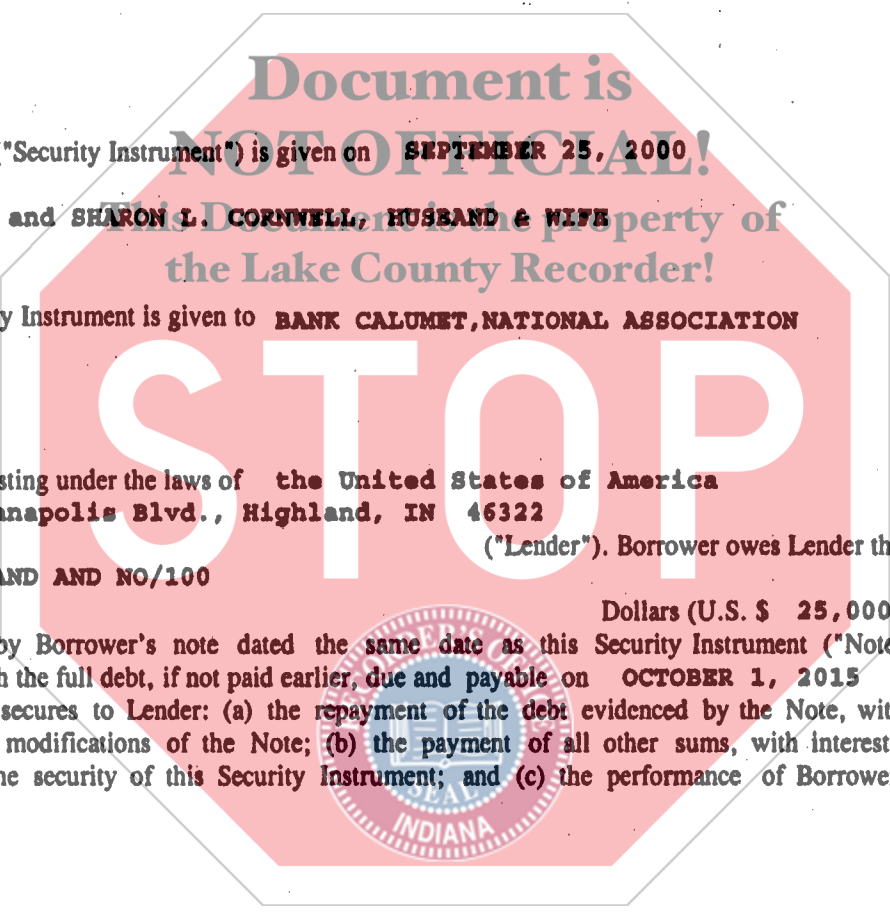 Document is
("Security Instrument") is given on SEPTEMBER 25, 2000
NOT OFFICIAL!
and SHARON L. CORNWELL, HUSBAND & WIFE
This Document is the property of
the Lake County Recorder!
y Instrument is given to BANK CALUMET,NATIONAL ASSOCIATION
STOP
sting under the laws of the United States of America
anapolis Blvd., Highland, IN 46322
("Lender"). Borrower owes Lender th
AND AND NO/100
Dollars (U.S. $ 25,000
by Borrower's note dated the same date as this Security Instrument ("Note
h the full debt, if not paid earlier, due and payable on OCTOBER 1, 2015
secures to Lender: (a) the repayment of the debt evidenced by the Note, wit
modifications of the Note; (b) the payment of all other sums, with interest
ne security of this Security Instrument; and (c) the performance of Borrower
RECORDER'S OFFICE
SEAL
INDIANA